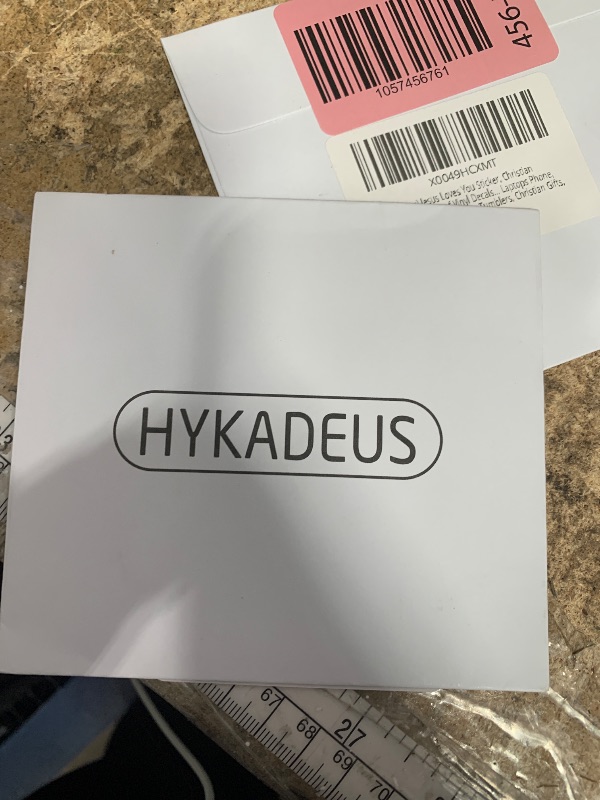 456-
1057456761
X0049HCXMT
Jesus Loves You Sticker, Christian
Vinyl Decals... Laptops Phone,
Tumblers, Christian Gifts,
HYKADEUS
67
27
68
69
70